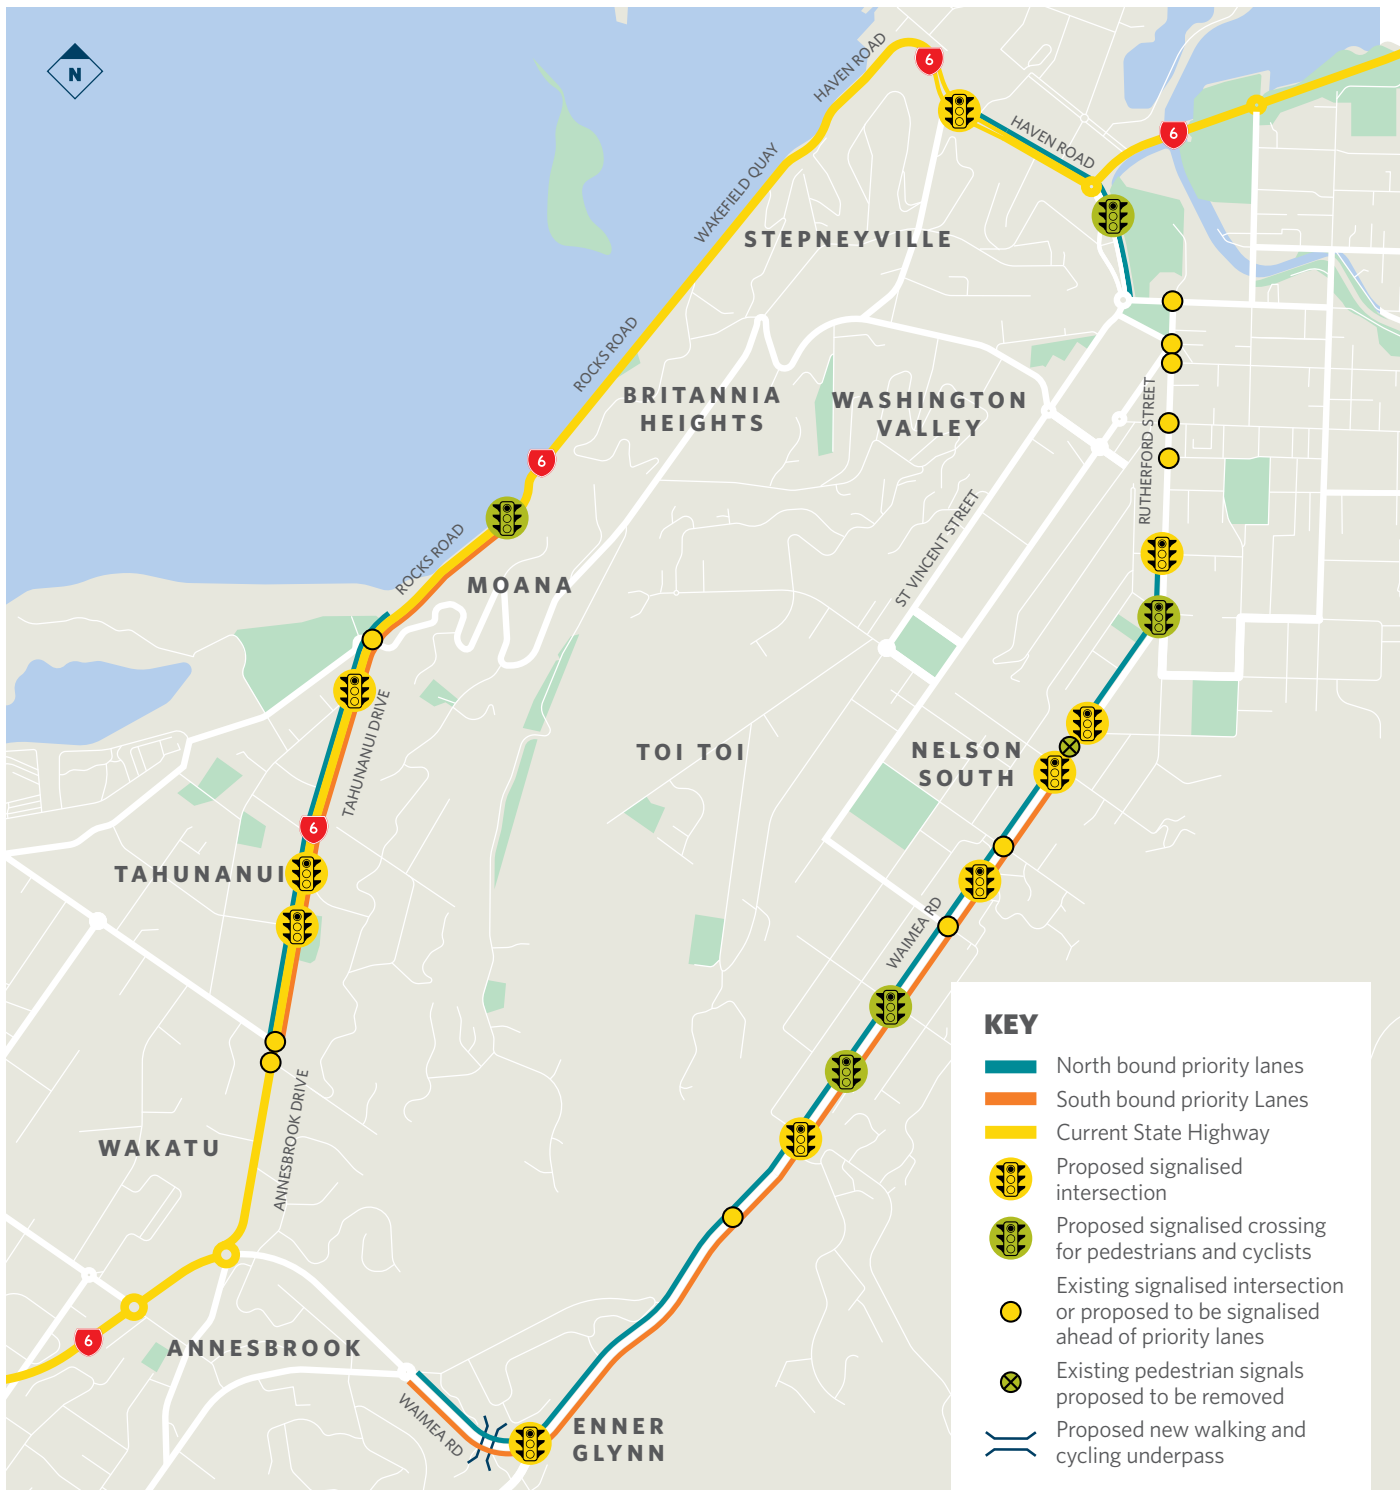 N
HAVEN ROAD
6
HAVEN ROAD
6
WAKEFIELD QUAY
STEPNEYVILLE
ROCKS ROAD
BRITANNIA
HEIGHTS
WASHINGTON
VALLEY
RUTHERFORD STREET
6
ST VINCENT STREET
ROCKS ROAD
MOANA
TAHUNANUI DRIVE
TOI TOI
NELSON
SOUTH
6
TAHUNANUI
WAIMEA RD
ANNESBROOK DRIVE
WAKATU
6
ANNESBROOK
WAIMEA RD
ENNER
GLYNN
KEY
North bound priority lanes
South bound priority Lanes
Current State Highway
Proposed signalised
intersection
Proposed signalised crossing
for pedestrians and cyclists
Existing signalised intersection
or proposed to be signalised
ahead of priority lanes
Existing pedestrian signals
proposed to be removed
Proposed new walking and
cycling underpass